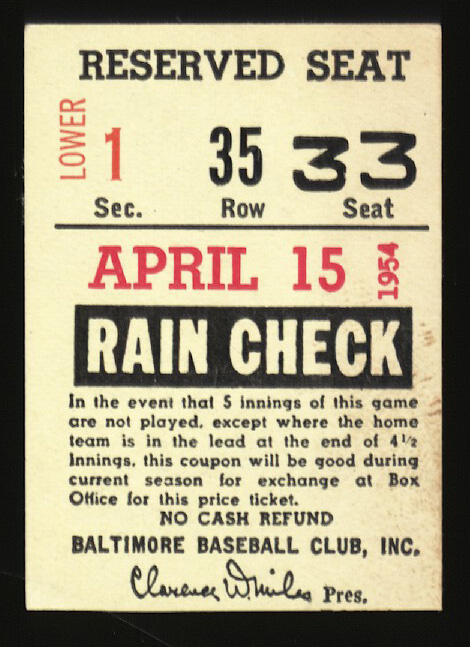 RESERVED SEAT
LOWER
1 35 33
Sec. Row Seat
APRIL 15 1954
RAIN CHECK
In the event that 5 innings of this game
are not played, except where the home
team is in the lead at the end of 4½
Innings, this coupon will be good during
current season for exchange at Box
Office for this price ticket.
NO CASH REFUND
BALTIMORE BASEBALL CLUB, INC.
Clarence W. Miles Pres.